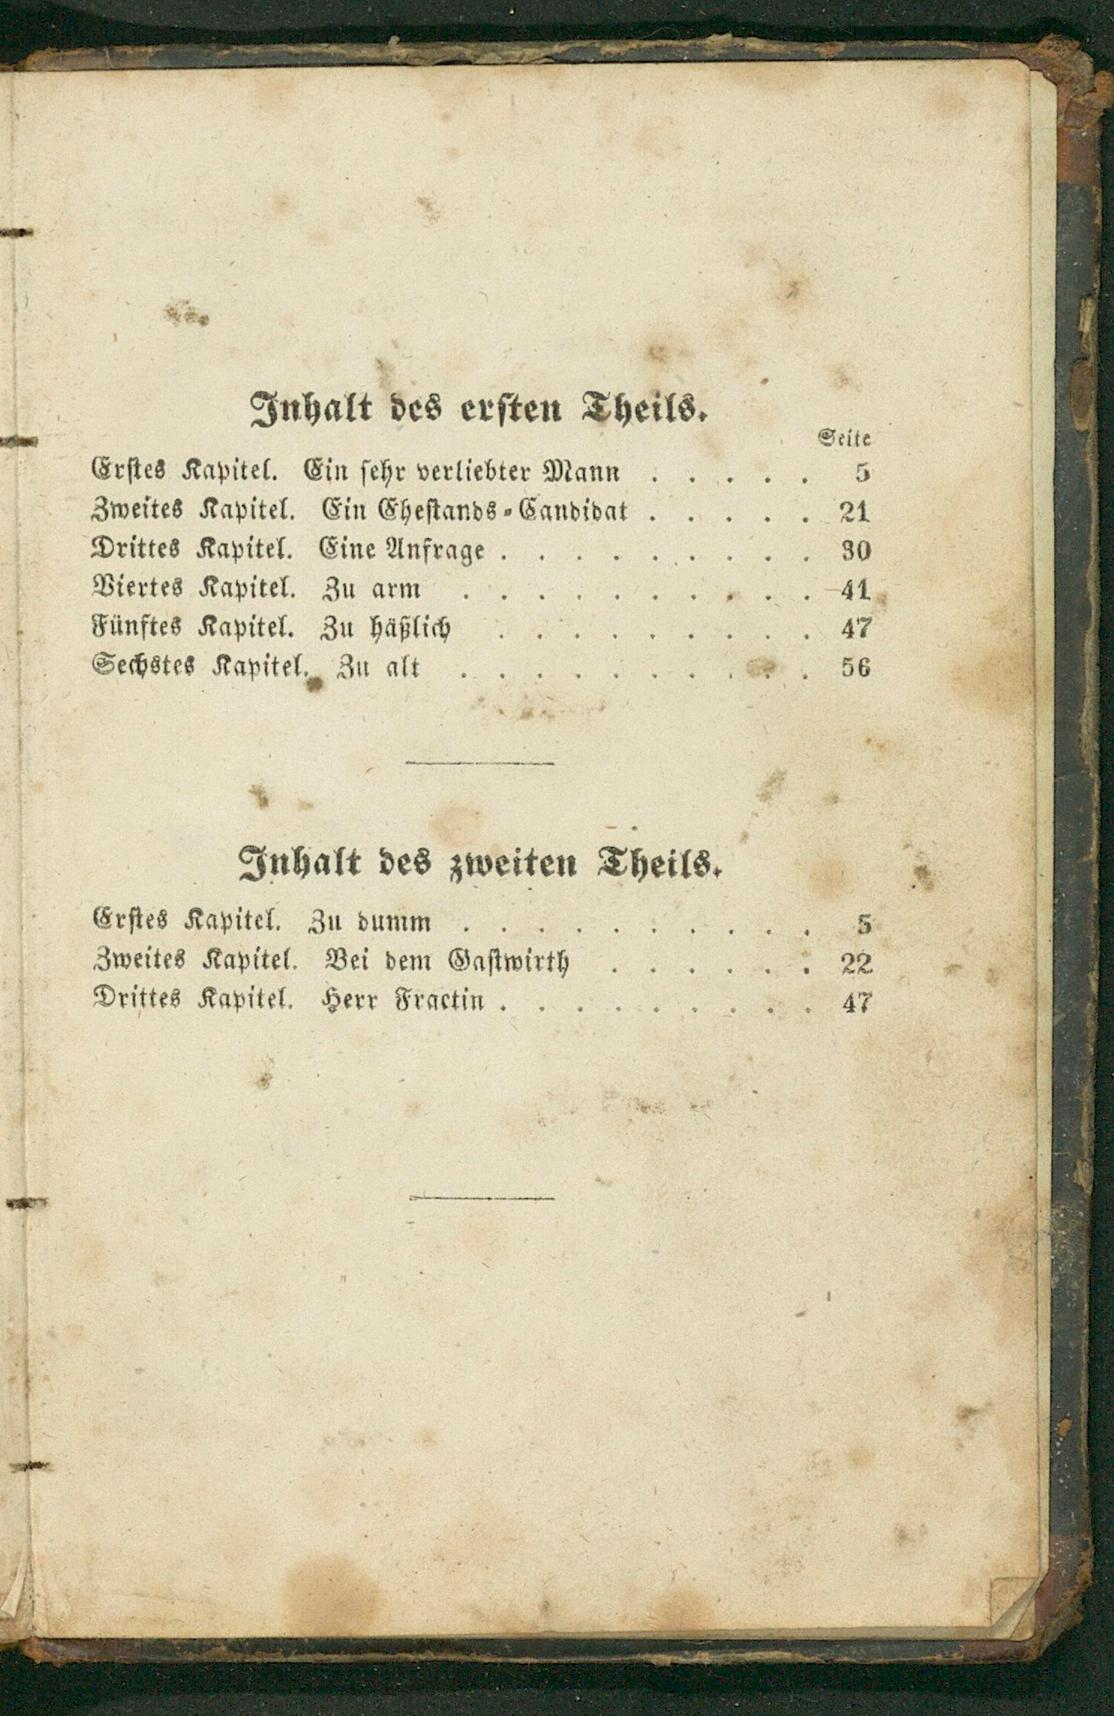 Inhalt des ersten Theils.
Seite
Erstes Kapitel. Ein sehr verliebter Mann . . . . . 5
Zweites Kapitel. Ein Ehestands-Candidat . . . . . 21
Drittes Kapitel. Eine Anfrage . . . . . . . . . 30
Viertes Kapitel. Zu arm . . . . . . . . . . 41
Fünftes Kapitel. Zu häßlich . . . . . . . . . 47
Sechstes Kapitel. Zu alt . . . . . . . . . . 56
Inhalt des zweiten Theils.
Erstes Kapitel. Zu dumm . . . . . . . . . . 5
Zweites Kapitel. Bei dem Gastwirth . . . . . . 22
Drittes Kapitel. Herr Fractin . . . . . . . . . 47